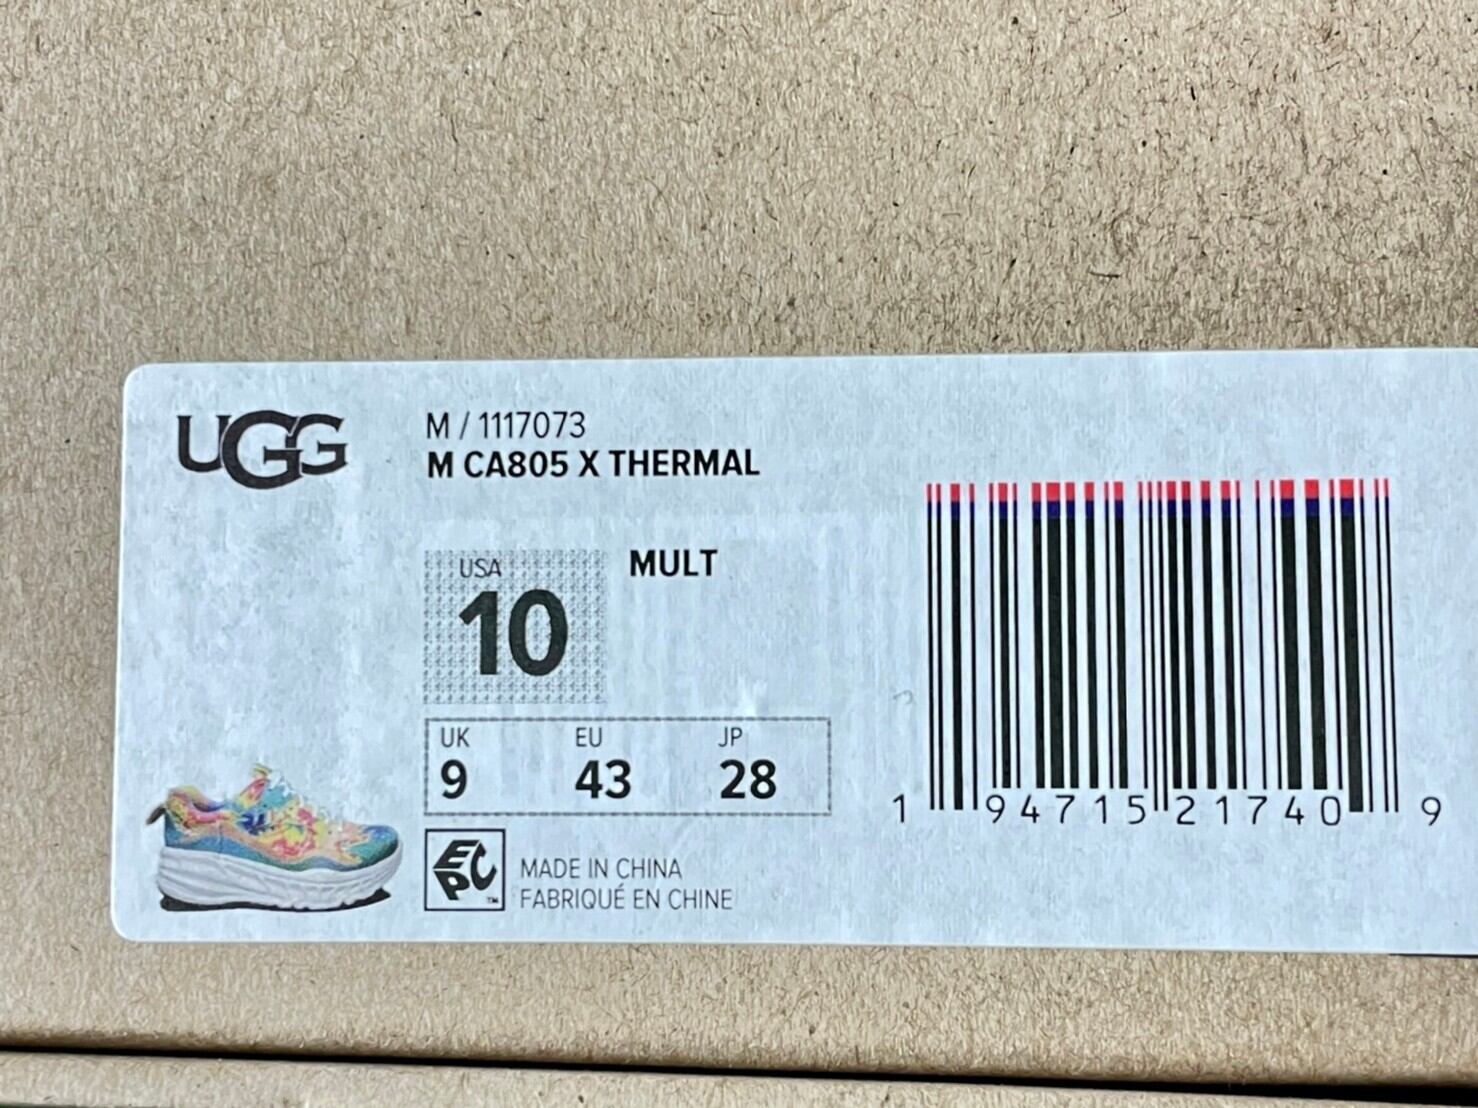 UGG
M / 1117073
M CA805 X THERMAL
USA
10
MULT
UK EU JP
9 43 28
EPC ™
MADE IN CHINA
FABRIQUÉ EN CHINE
1 94715 21740 9